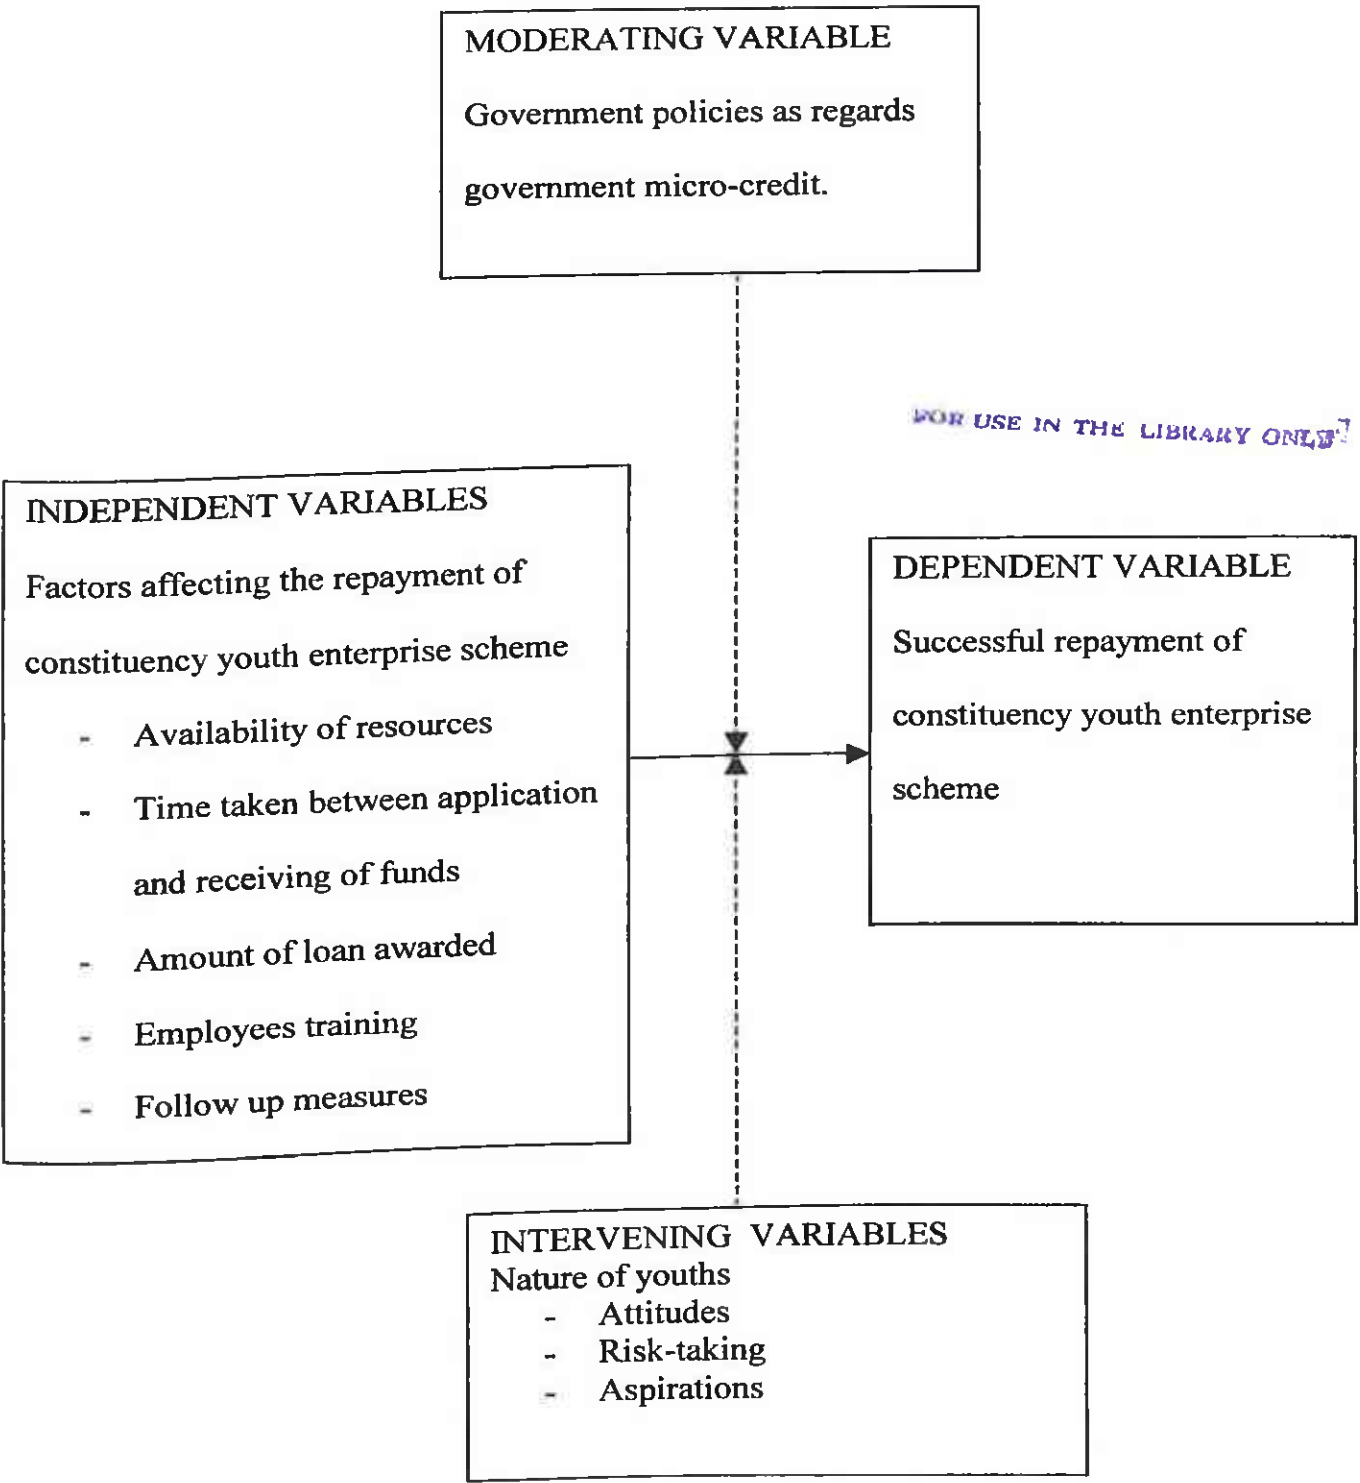 MODERATING VARIABLE
Government policies as regards
government micro-credit.
FOR USE IN THE LIBRARY ONLY
INDEPENDENT VARIABLES
Factors affecting the repayment of
constituency youth enterprise scheme
- Availability of resources
- Time taken between application
and receiving of funds
- Amount of loan awarded
- Employees training
- Follow up measures
DEPENDENT VARIABLE
Successful repayment of
constituency youth enterprise
scheme
INTERVENING VARIABLES
Nature of youths
- Attitudes
- Risk-taking
- Aspirations